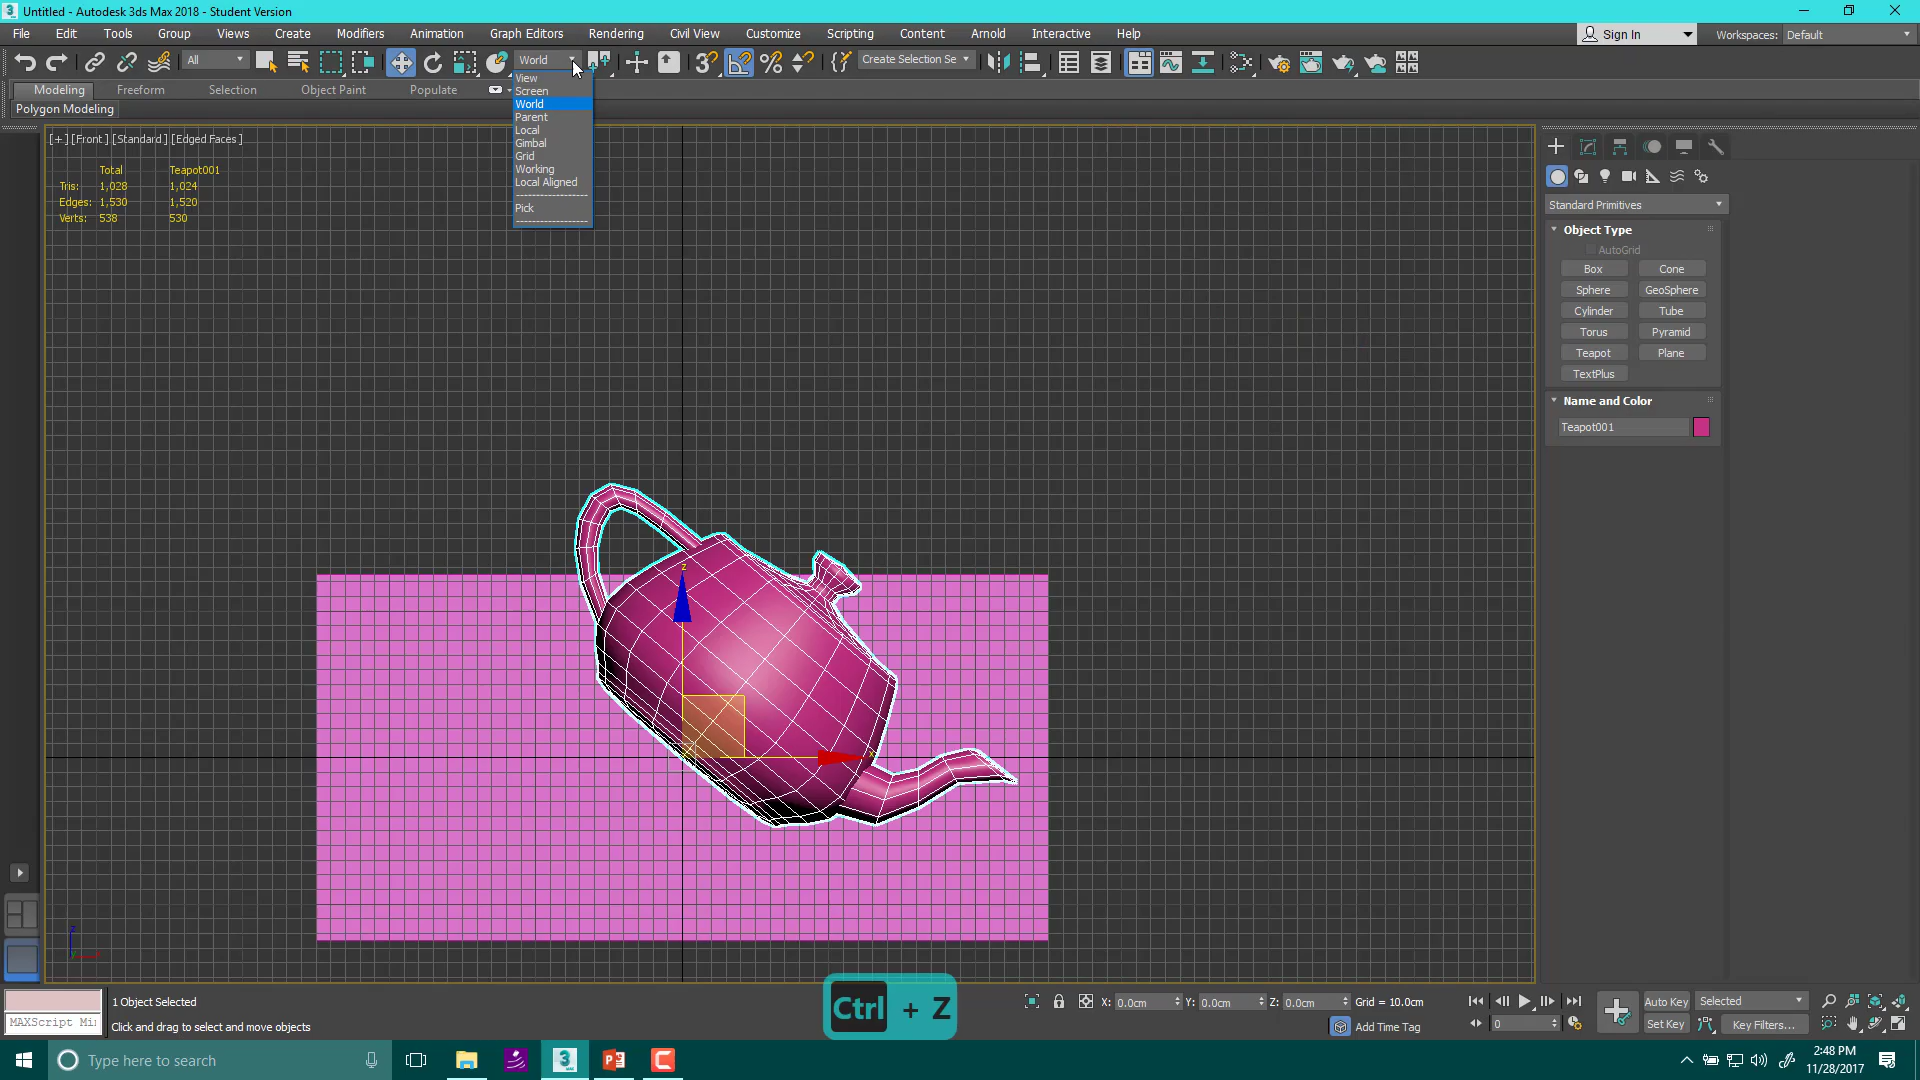 Untitled - Autodesk 3ds Max 2018 - Student Version
File Edit Tools Group Views Create Modifiers Animation Graph Editors Rendering Civil View Customize Scripting Content Arnold Interactive Help
Sign In Workspaces: Default
All World Create Selection Se
View
Screen
World
Parent
Local
Gimbal
Grid
Working
Local Aligned
Pick
Modeling Freeform Selection Object Paint Populate
Polygon Modeling
[+] [Front] [Standard] [Edged Faces]
Total Teapot001
Tris: 1,028 1,024
Edges: 1,530 1,520
Verts: 538 530
Standard Primitives
Object Type
AutoGrid
Box Cone
Sphere GeoSphere
Cylinder Tube
Torus Pyramid
Teapot Plane
TextPlus
Name and Color
Teapot001
z
x
z
Ctrl + Z
1 Object Selected
MAXScript Mi
Click and drag to select and move objects
X: 0.0cm Y: 0.0cm Z: 0.0cm Grid = 10.0cm
Add Time Tag
0
Auto Key Selected
Set Key Key Filters...
Type here to search
2:48 PM
11/28/2017